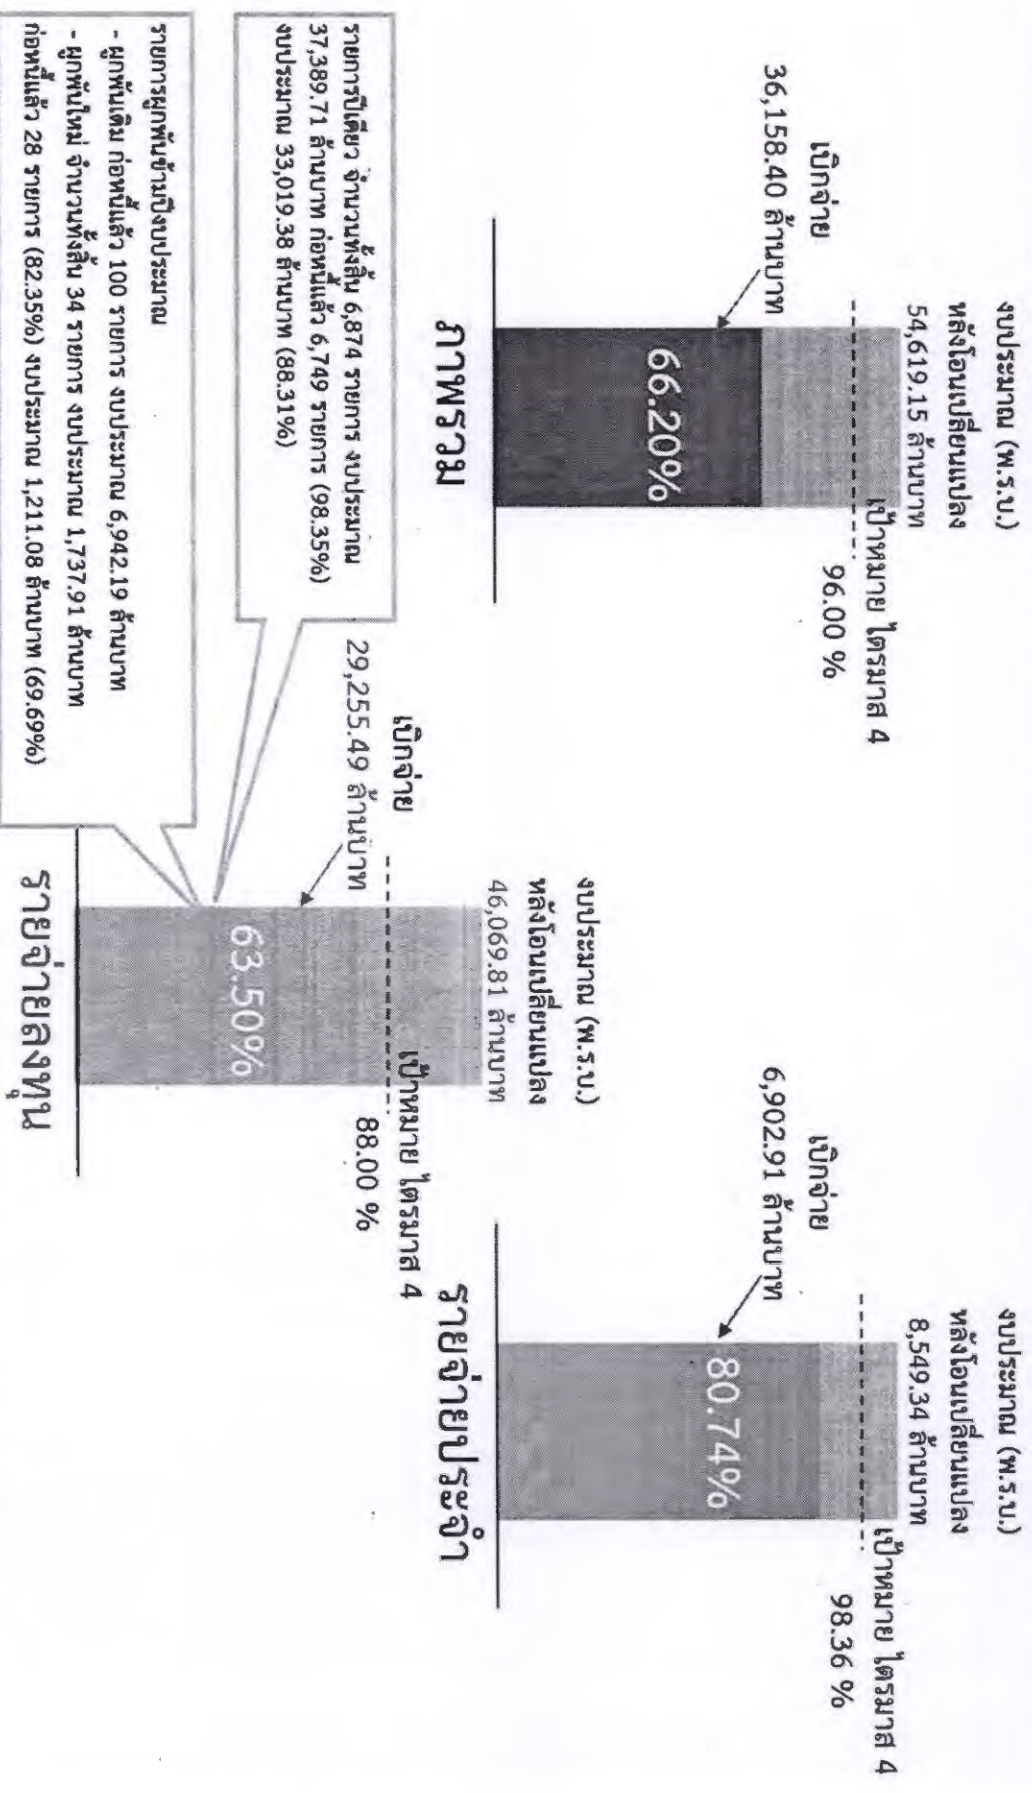 งบประมาณ (พ.ร.บ.)
หลังโอนเปลี่ยนแปลง
54,619.15 ล้านบาท
เป้าหมาย ไตรมาส 4
96.00 %
เบิกจ่าย
36,158.40 ล้านบาท
66.20%
ภาพรวม
งบประมาณ (พ.ร.บ.)
หลังโอนเปลี่ยนแปลง
8,549.34 ล้านบาท
เป้าหมาย ไตรมาส 4
98.36 %
เบิกจ่าย
6,902.91 ล้านบาท
80.74%
รายจ่ายประจำ
งบประมาณ (พ.ร.บ.)
หลังโอนเปลี่ยนแปลง
46,069.81 ล้านบาท
เป้าหมาย ไตรมาส 4
88.00 %
เบิกจ่าย
29,255.49 ล้านบาท
63.50%
รายจ่ายลงทุน
รายการปีเดียว จำนวนทั้งสิ้น 6,874 รายการ งบประมาณ
37,389.71 ล้านบาท ก่อหนี้แล้ว 6,749 รายการ (98.35%)
งบประมาณ 33,019.38 ล้านบาท (88.31%)
รายการผูกพันข้ามปีงบประมาณ
- ผูกพันเดิม ก่อหนี้แล้ว 100 รายการ งบประมาณ 6,942.19 ล้านบาท
- ผูกพันใหม่ จำนวนทั้งสิ้น 34 รายการ งบประมาณ 1,737.91 ล้านบาท
ก่อหนี้แล้ว 28 รายการ (82.35%) งบประมาณ 1,211.08 ล้านบาท (69.69%)